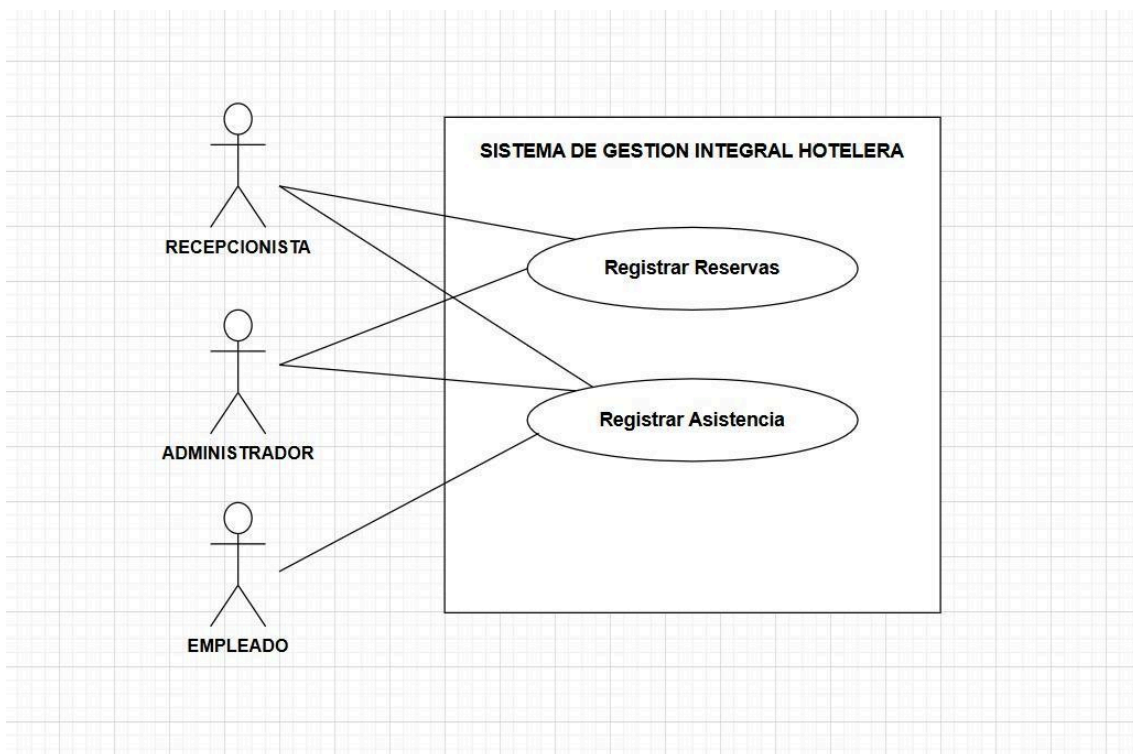 SISTEMA DE GESTION INTEGRAL HOTELERA
RECEPCIONISTA
Registrar Reservas
ADMINISTRADOR
Registrar Asistencia
EMPLEADO